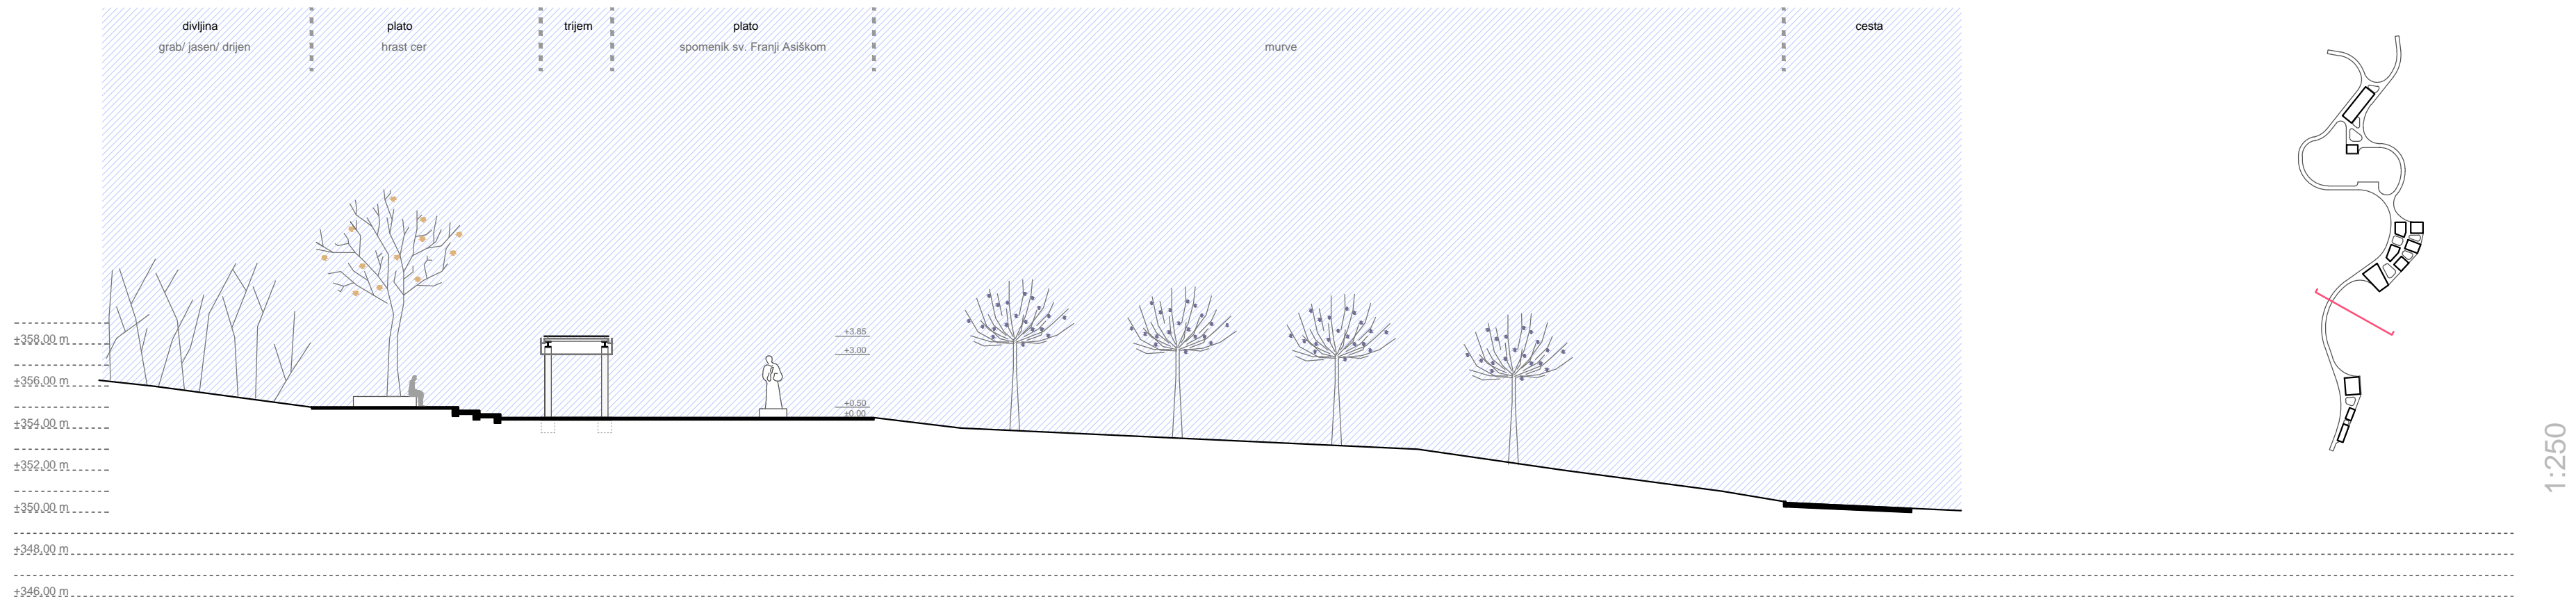 divljina
grab/ jasen/ drijen
plato
hrast cer
trijem
plato
spomenik sv. Franji Asiškom
murve
cesta
+3.85
+3.00
+0.50
±0.00
+358,00 m
+356,00 m
+354,00 m
+352,00 m
+350,00 m
+348,00 m
+346,00 m
1:250